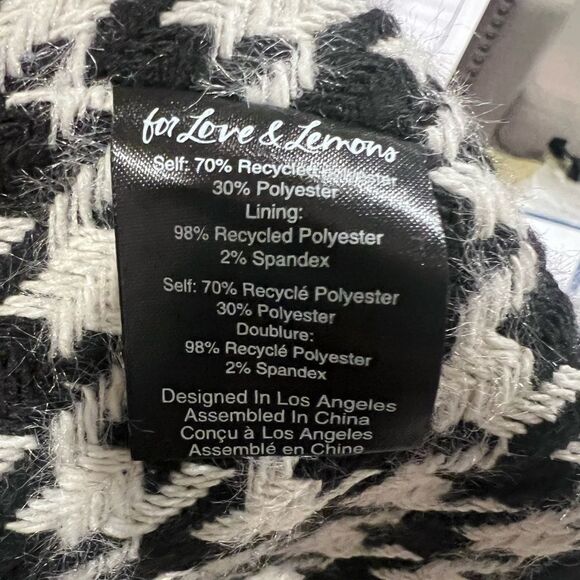 for Love & Lemons
Self: 70% Recycled Polyester
30% Polyester
Lining:
98% Recycled Polyester
2% Spandex
Self: 70% Recyclé Polyester
30% Polyester
Doublure:
98% Recyclé Polyester
2% Spandex
Designed In Los Angeles
Assembled In China
Conçu à Los Angeles
Assemblé en Chine